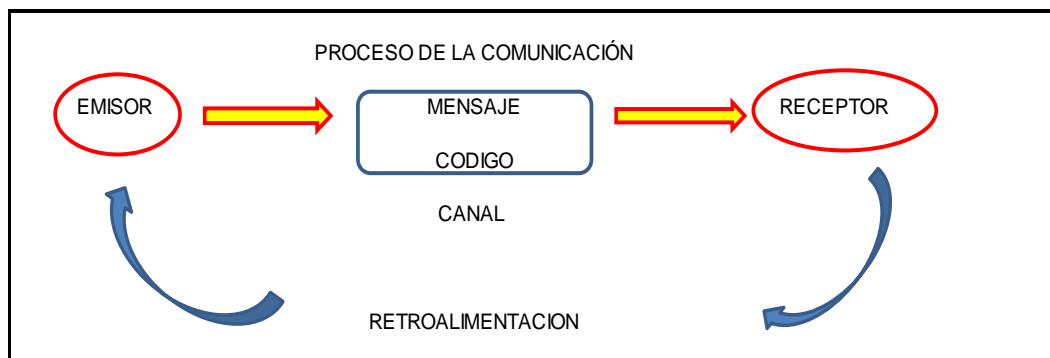 PROCESO DE LA COMUNICACIÓN
EMISOR
MENSAJE
RECEPTOR
CODIGO
CANAL
RETROALIMENTACION